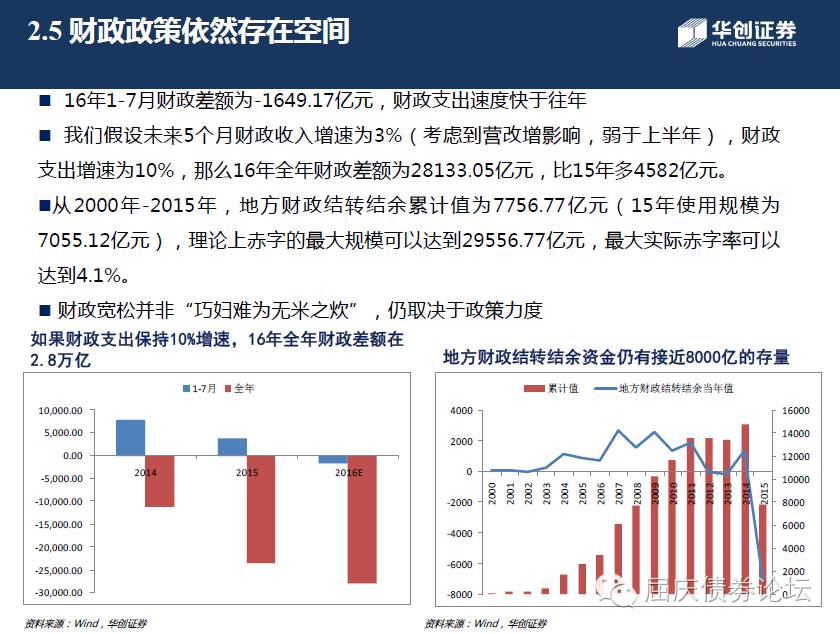 2.5 财政政策依然存在空间
华创证券
HUA CHUANG SECURITIES
■ 16年1-7月财政差额为-1649.17亿元，财政支出速度快于往年
■ 我们假设未来5个月财政收入增速为3%（考虑到营改增影响，弱于上半年），财政
支出增速为10%，那么16年全年财政差额为28133.05亿元，比15年多4582亿元。
■从2000年-2015年，地方财政结转结余累计值为7756.77亿元（15年使用规模为
7055.12亿元），理论上赤字的最大规模可以达到29556.77亿元，最大实际赤字率可以
达到4.1%。
■ 财政宽松并非“巧妇难为无米之炊”，仍取决于政策力度
如果财政支出保持10%增速，16年全年财政差额在
2.8万亿
1-7月 全年
10,000.00
5,000.00
0.00
-5,000.00
-10,000.00
-15,000.00
-20,000.00
-25,000.00
-30,000.00
2014 2015 2016E
资料来源：Wind，华创证券
地方财政结转结余资金仍有接近8000亿的存量
累计值 地方财政结转结余当年值
4000
2000
0
-2000
-4000
-6000
-8000
2000 2001 2002 2003 2004 2005 2006 2007 2008 2009 2010 2011 2012 2013 2014 2015
16000
14000
12000
10000
8000
6000
4000
2000
0
屈庆债券论坛
资料来源：Wind，华创证券